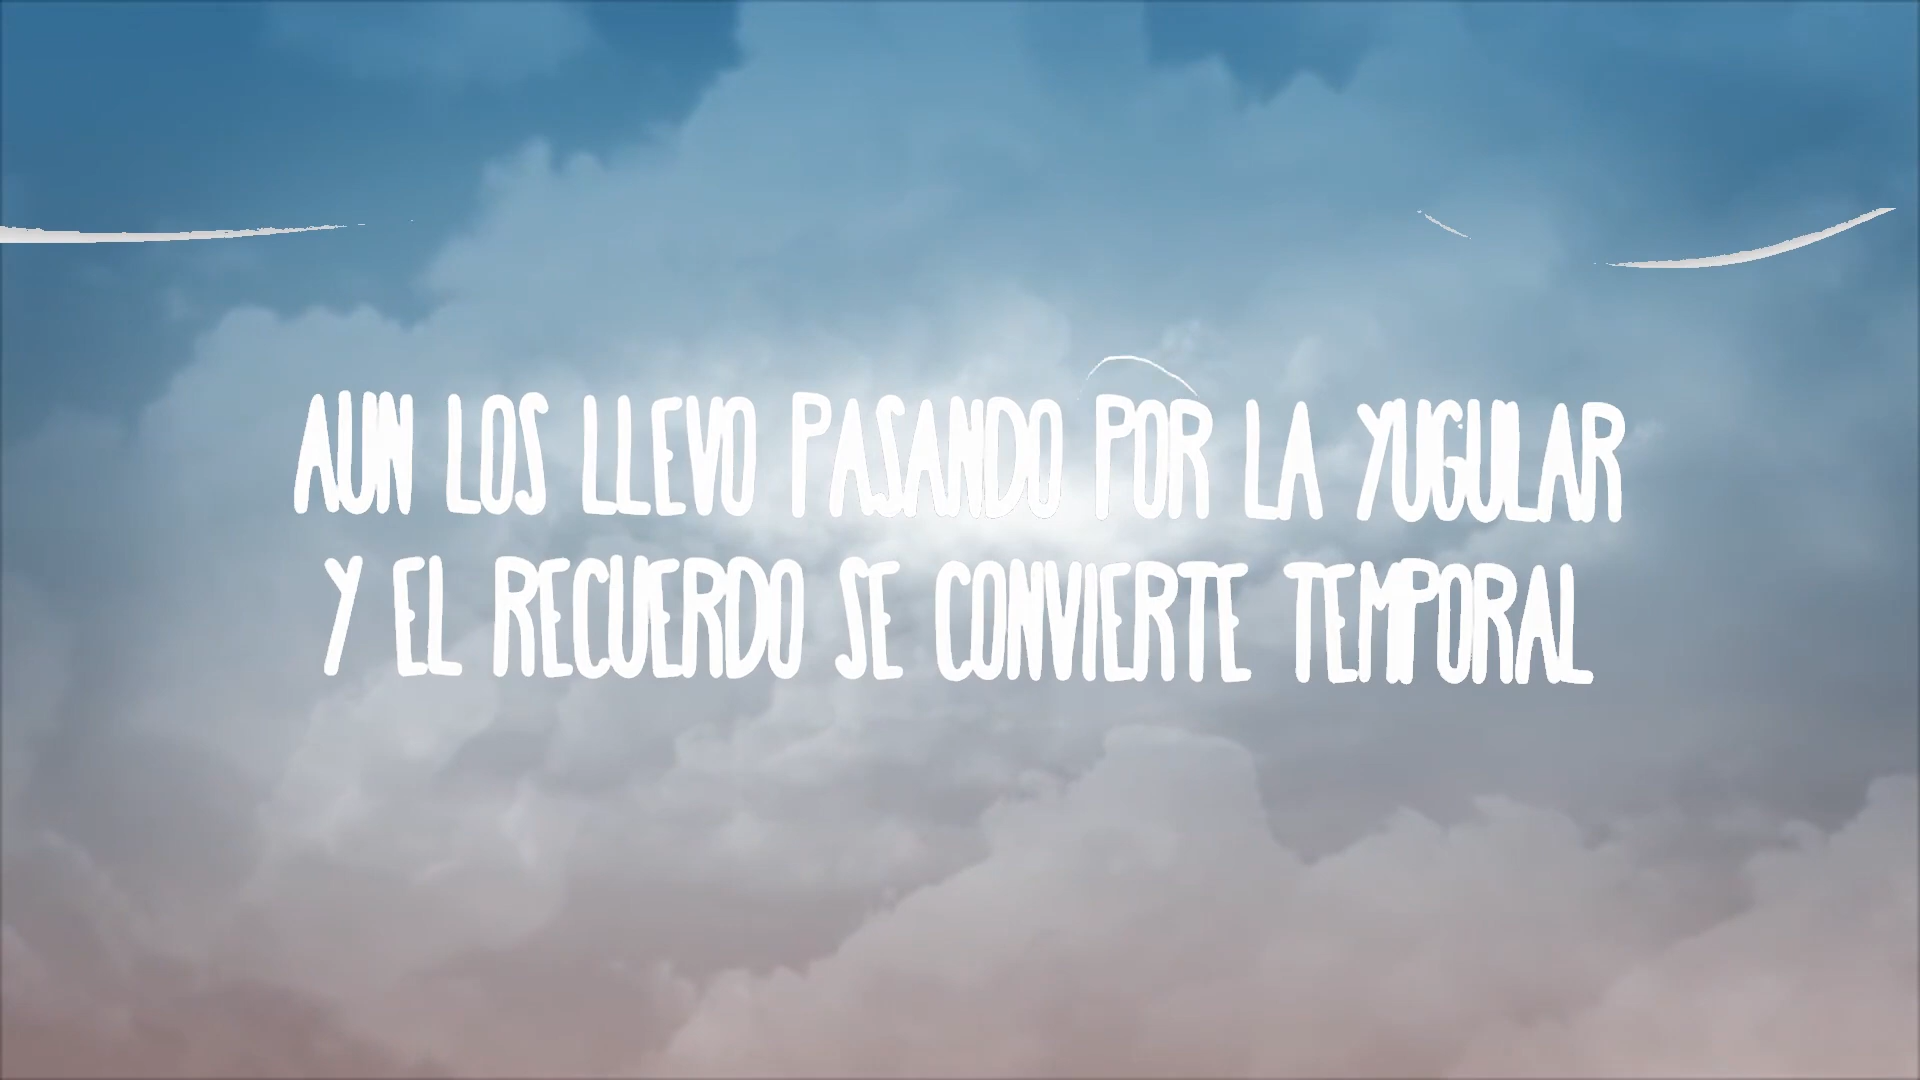 AUN LOS LLEVO PASANDO POR LA YUGULAR
Y EL RECUERDO SE CONVIERTE TEMPORAL